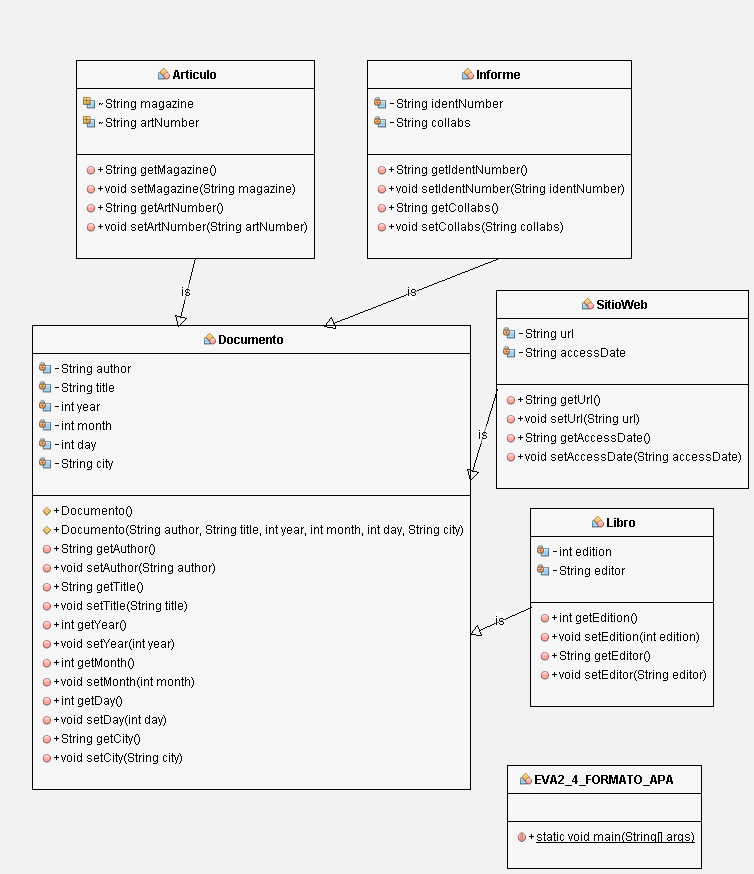 Articulo
~String magazine
~String artNumber
+String getMagazine()
+void setMagazine(String magazine)
+String getArtNumber()
+void setArtNumber(String artNumber)
Informe
-String identNumber
-String collabs
+String getIdentNumber()
+void setIdentNumber(String identNumber)
+String getCollabs()
+void setCollabs(String collabs)
is
is
SitioWeb
-String url
-String accessDate
+String getUrl()
+void setUrl(String url)
+String getAccessDate()
+void setAccessDate(String accessDate)
is
Documento
-String author
-String title
-int year
-int month
-int day
-String city
+Documento()
+Documento(String author, String title, int year, int month, int day, String city)
+String getAuthor()
+void setAuthor(String author)
+String getTitle()
+void setTitle(String title)
+int getYear()
+void setYear(int year)
+int getMonth()
+void setMonth(int month)
+int getDay()
+void setDay(int day)
+String getCity()
+void setCity(String city)
Libro
-int edition
-String editor
+int getEdition()
+void setEdition(int edition)
+String getEditor()
+void setEditor(String editor)
is
EVA2_4_FORMATO_APA
+static void main(String[] args)